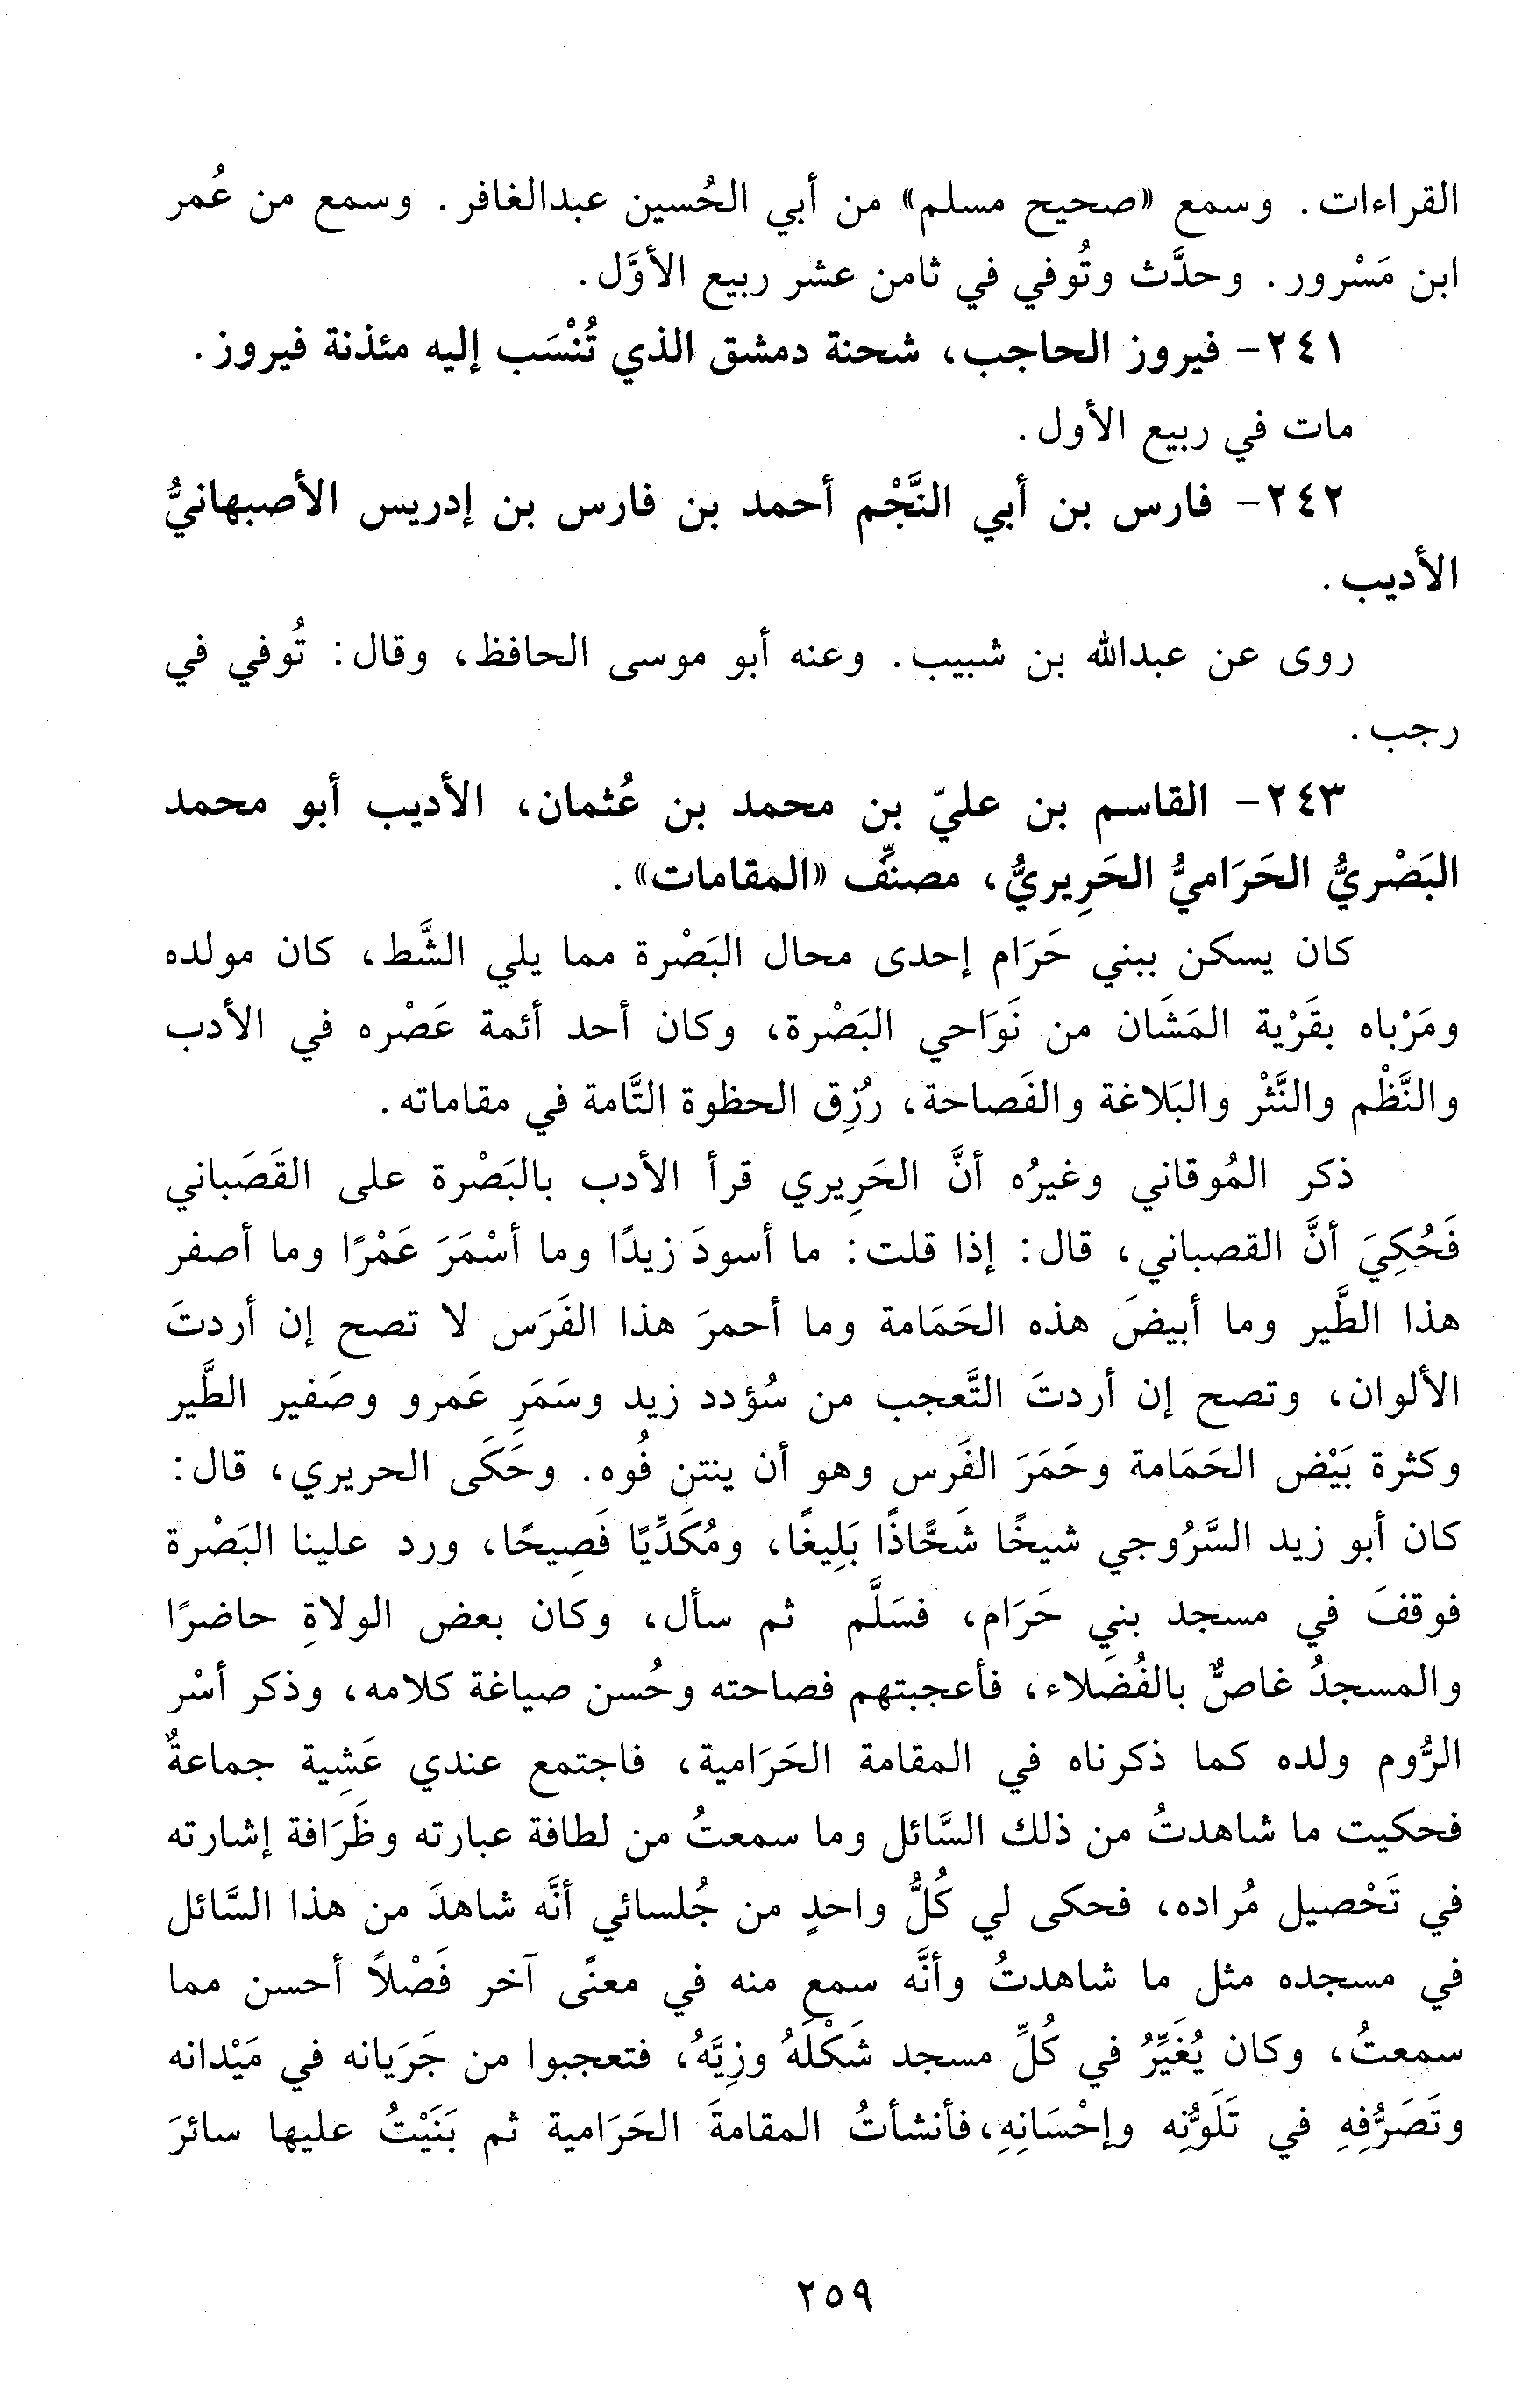 القراءات. وسمع «صحيح مسلم» من أبي الحُسين عبدالغافر. وسمع من عُمر
ابن مَسْرور. وحدَّث وتُوفي في ثامن عشر ربيع الأوَّل.
٢٤١- فيروز الحاجب، شحنة دمشق الذي تُنْسَب إليه مئذنة فيروز.
مات في ربيع الأول.
٢٤٢- فارس بن أبي النَّجْم أحمد بن فارس بن إدريس الأصبهانيُّ
الأديب.
روى عن عبدالله بن شبيب. وعنه أبو موسى الحافظ، وقال: تُوفي في
رجب.
٢٤٣- القاسم بن عليّ بن محمد بن عُثمان، الأديب أبو محمد
البَصْريُّ الحَرَاميُّ الحَرِيريُّ، مصنِّف «المقامات».
كان يسكن ببني حَرَام إحدى محال البَصْرة مما يلي الشَّط، كان مولده
ومَرْباه بقَرْية المَشَان من نَوَاحي البَصْرة، وكان أحد أئمة عَصْره في الأدب
والنَّظْم والنَّثْر والبَلاغة والفَصاحة، رُزِق الحظوة التَّامة في مقاماته.
ذكر المُوقاني وغيرُه أنَّ الحَرِيري قرأ الأدب بالبَصْرة على القَصَباني
فَحُكِيَ أنَّ القصباني، قال: إذا قلت: ما أسودَ زيدًا وما أسْمَرَ عَمْرًا وما أصفر
هذا الطَّير وما أبيضَ هذه الحَمَامة وما أحمرَ هذا الفَرَس لا تصح إن أردتَ
الألوان، وتصح إن أردتَ التَّعجب من سُؤدد زيد وسَمَرِ عَمرو وصَفير الطَّير
وكثرة بَيْض الحَمَامة وحَمَرَ الفَرس وهو أن ينتن فُوه. وحَكَى الحريري، قال:
كان أبو زيد السَّرُوجي شيخًا شَحَّاذًا بَلِيغًا، ومُكَدِّيًا فَصِيحًا، ورد علينا البَصْرة
فوقفَ في مسجد بنيِ حَرَام، فسَلَّم ثم سأل، وكان بعض الولاةِ حاضرًا
والمسجدُ غاصٌّ بالفُضلاء، فأعجبتهم فصاحته وحُسن صياغة كلامه، وذكر أسْر
الرُّوم ولده كما ذكرناه في المقامة الحَرَامية، فاجتمع عندي عَشِية جماعةٌ
فحكيت ما شاهدتُ من ذلك السَّائل وما سمعتُ من لطافة عبارته وظَرَافة إشارته
في تَحْصيل مُراده، فحكى لي كُلُّ واحدٍ من جُلسائي أنَّه شاهدَ من هذا السَّائل
في مسجده مثل ما شاهدتُ وأنَّه سمع منه في معنًى آخر فَصْلاً أحسن مما
سمعتُ، وكان يُغَيِّرُ في كُلِّ مسجد شَكْلَهُ وزِيَّهُ، فتعجبوا من جَرَيانه في مَيْدانه
وتَصَرُّفِهِ في تَلَوُّنِه وإحْسَانِهِ، فأنشأتُ المقامةَ الحَرَامية ثم بَنَيْتُ عليها سائرَ
٢٥٩